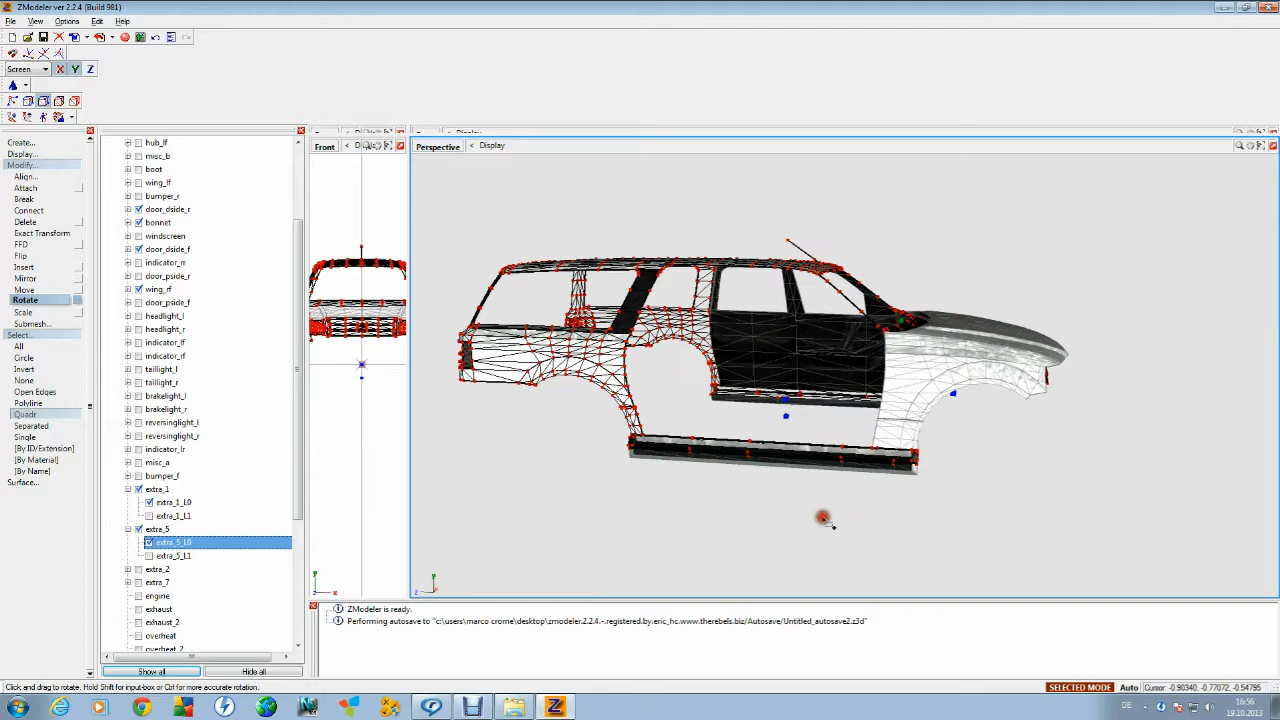 ZModeler ver 2.2.4 (Build 981)
File View Options Edit Help
Screen X Y Z
Create...
Display...
Modify...
Align...
Attach
Break
Connect
Delete
Exact Transform
FFD
Flip
Insert
Mirror
Move
Rotate
Scale
Submesh...
Select...
All
Circle
Invert
None
Open Edges
Polyline
Quadr
Separated
Single
[By ID/Extension]
[By Material]
[By Name]
Surface...
hub_lf
misc_b
boot
wing_lf
bumper_r
door_dside_r
bonnet
windscreen
door_dside_f
indicator_rr
door_pside_r
wing_rf
door_pside_f
headlight_l
headlight_r
indicator_lf
indicator_rf
taillight_l
taillight_r
brakelight_l
brakelight_r
reversinglight_l
reversinglight_r
indicator_lr
misc_a
bumper_f
extra_1
extra_1_L0
extra_1_L1
extra_5
extra_5_L0
extra_5_L1
extra_2
extra_7
engine
exhaust
exhaust_2
overheat
overheat_2
Show all Hide all
Front <
Perspective < Display
y
x
y
z x
ZModeler is ready.
Performing autosave to "c:\users\marco crome\desktop\zmodeler.2.2.4.-.registered.by.eric_hc.www.therebels.biz/Autosave/Untitled_autosave2.z3d"
Click and drag to rotate. Hold Shift for input-box or Ctrl for more accurate rotation.
SELECTED MODE Auto Cursor: -0.90340, -0.77072, -0.54795
DE
16:56
19.10.2013